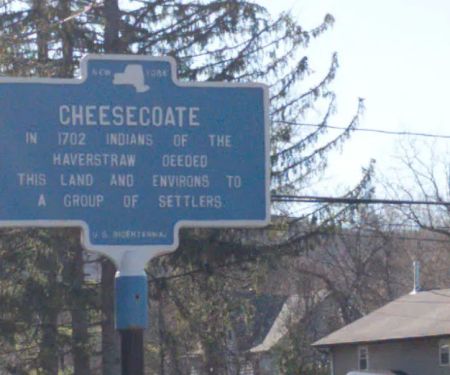 NEW YORK
CHEESECOATE
IN 1702 INDIANS OF THE
HAVERSTRAW DEEDED
THIS LAND AND ENVIRONS TO
A GROUP OF SETTLERS
U.S. BICENTENNIAL